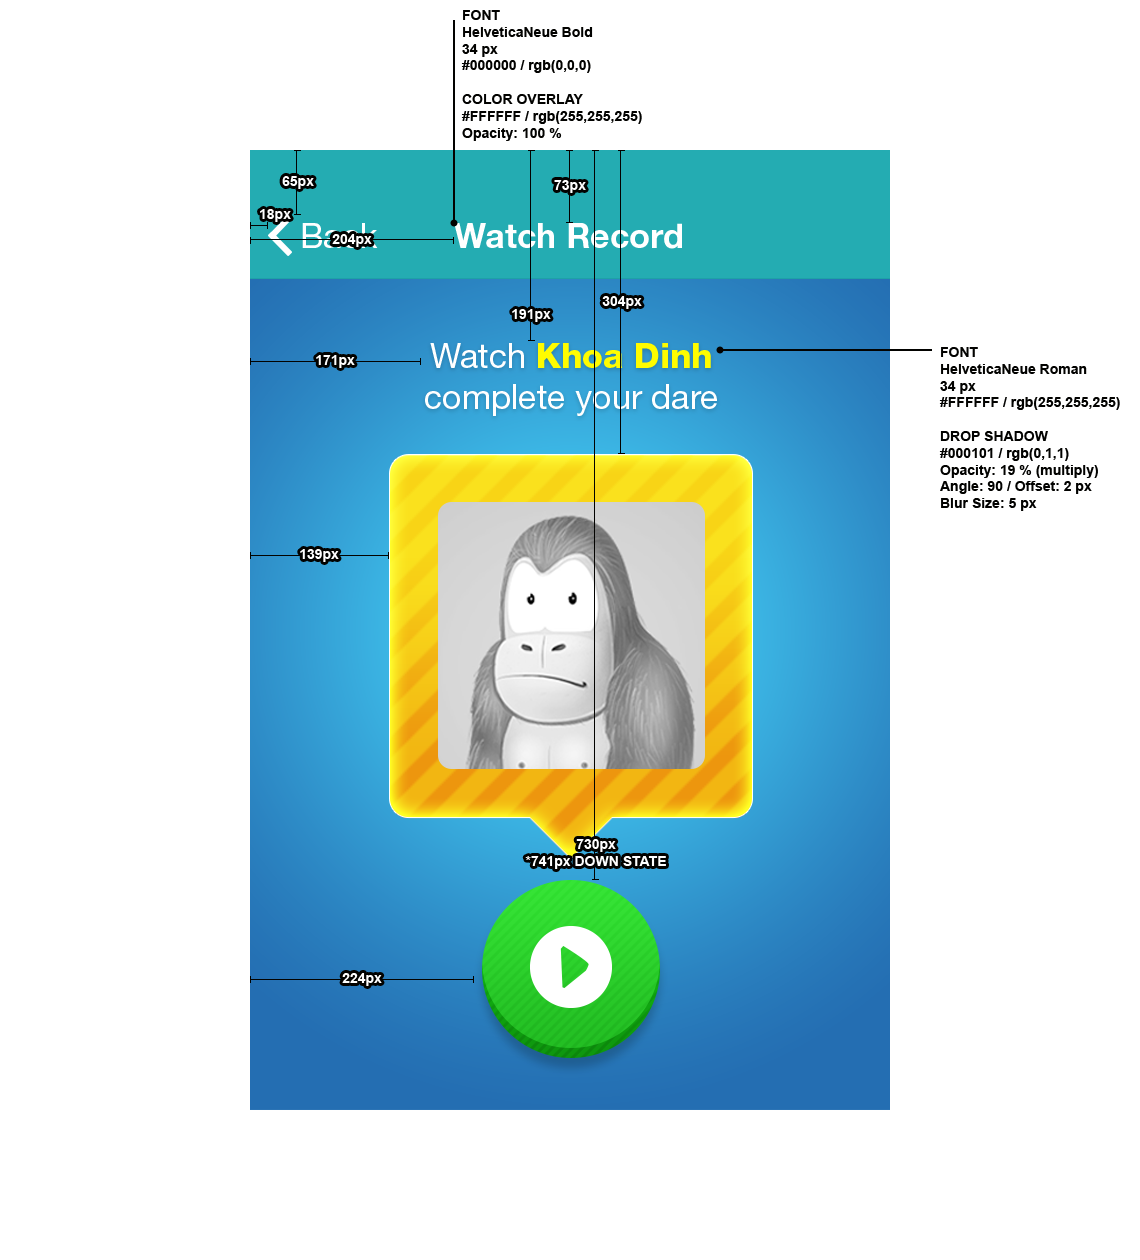 FONT
HelveticaNeue Bold
34 px
#000000 / rgb(0,0,0)
COLOR OVERLAY
#FFFFFF / rgb(255,255,255)
Opacity: 100 %
65px
73px
18px
Back
204px
Watch Record
191px
304px
171px
Watch Khoa Dinh
complete your dare
FONT
HelveticaNeue Roman
34 px
#FFFFFF / rgb(255,255,255)
DROP SHADOW
#000101 / rgb(0,1,1)
Opacity: 19 % (multiply)
Angle: 90 / Offset: 2 px
Blur Size: 5 px
139px
730px
*741px DOWN STATE
224px